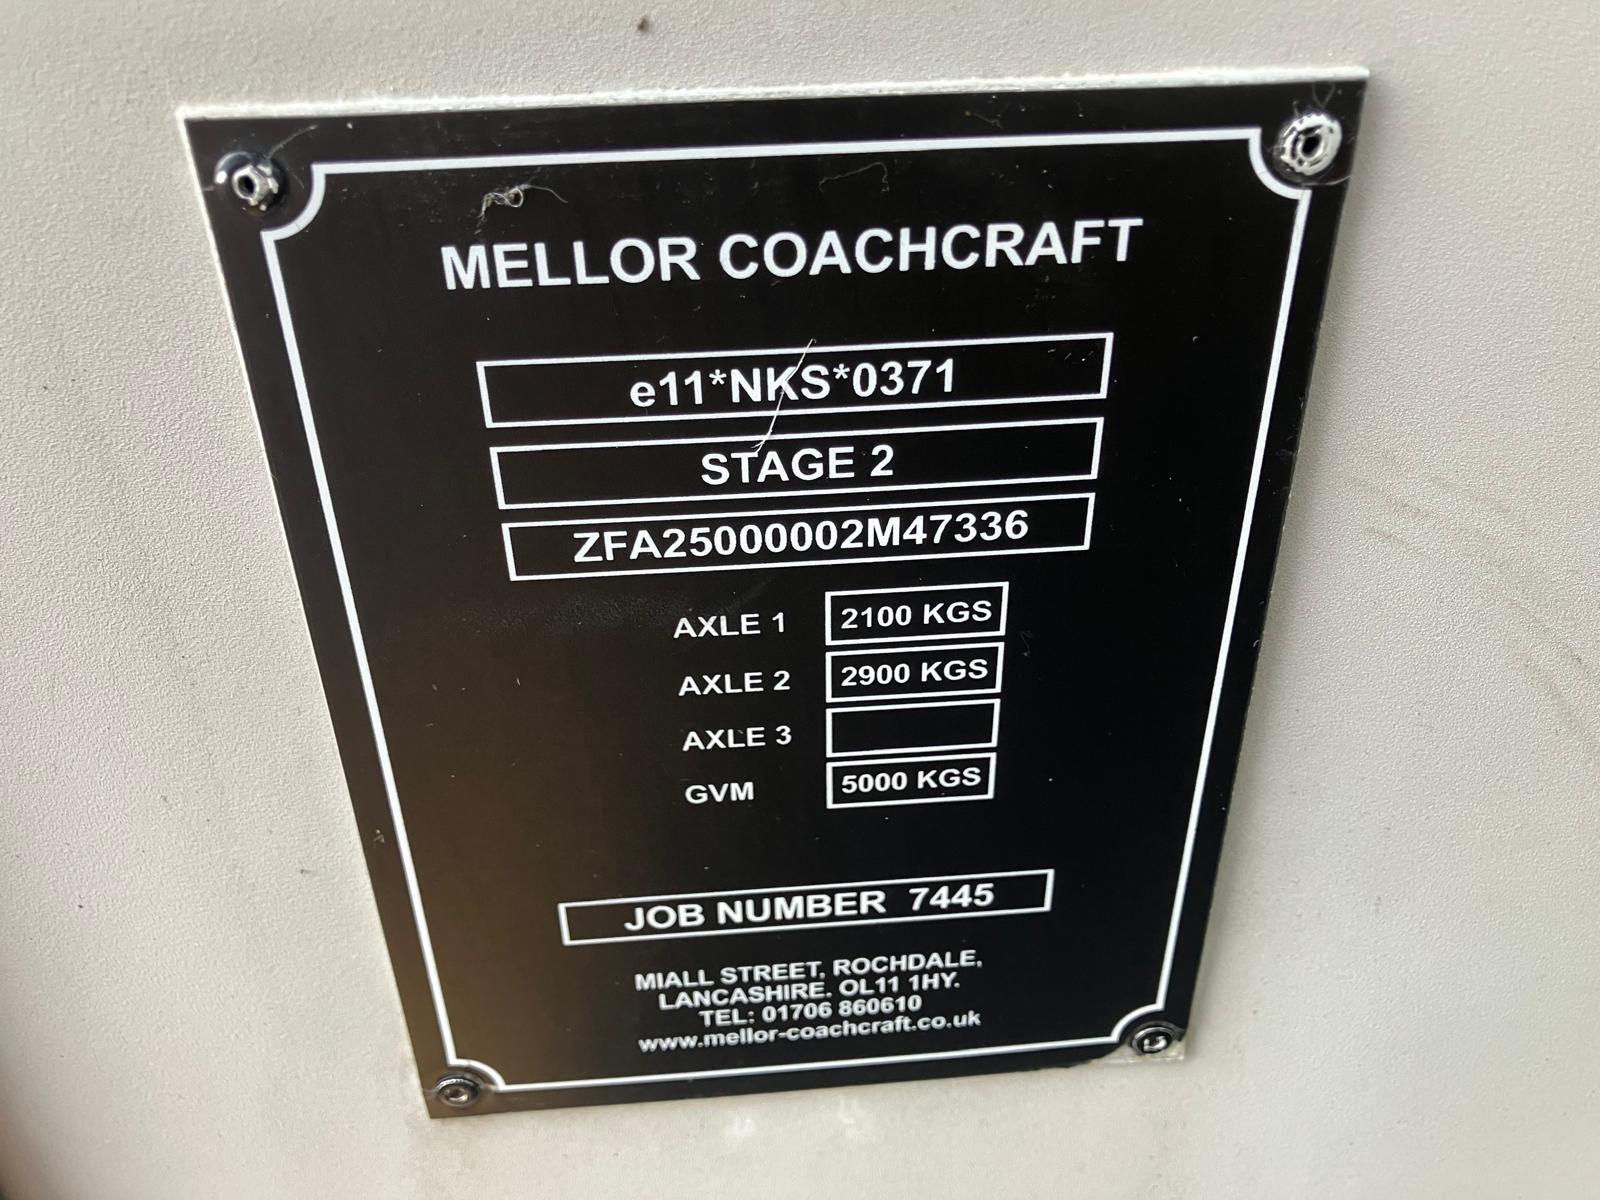 MELLOR COACHCRAFT
e11*NKS*0371
STAGE 2
ZFA25000002M47336
AXLE 1 2100 KGS
AXLE 2 2900 KGS
AXLE 3
GVM 5000 KGS
JOB NUMBER 7445
MIALL STREET, ROCHDALE,
LANCASHIRE. OL11 1HY.
TEL: 01706 860610
www.mellor-coachcraft.co.uk